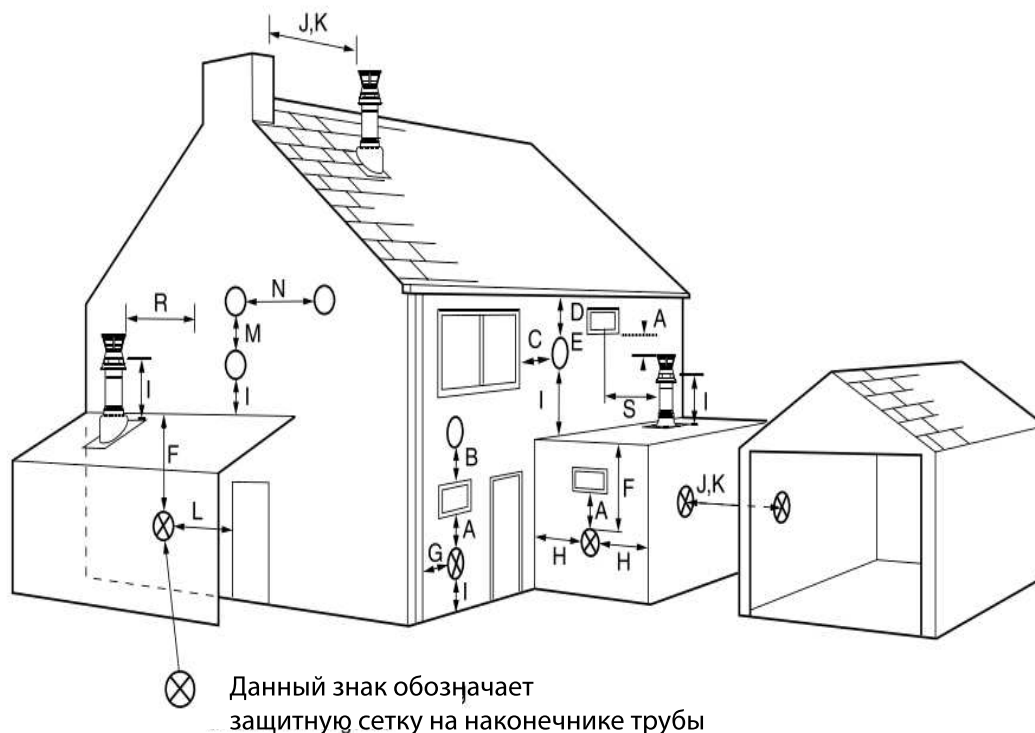 J,K
N
R
D
A
M
C
E
I
I
I
S
I
F
B
F
J,K
L
A
A
G
H
H
I
Данный знак обозначает
защитную сетку на наконечнике трубы